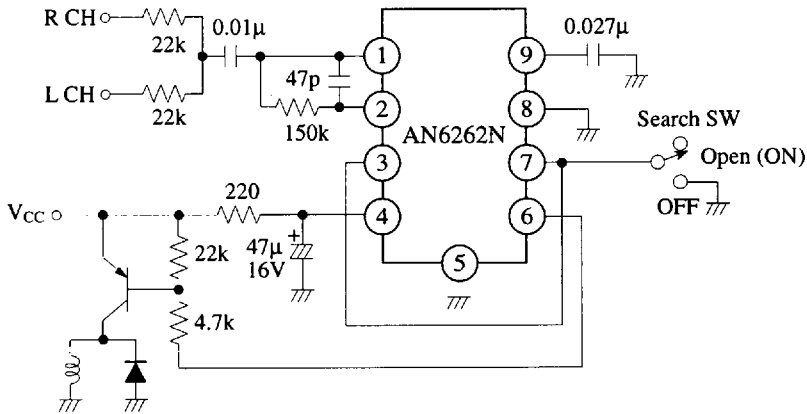 R CH
22k
0.01μ
L CH
22k
47p
150k
1
2
3
4
5
6
7
8
9
AN6262N
0.027μ
Search SW
Open (ON)
OFF
VCC
220
22k
47μ
16V
+
4.7k